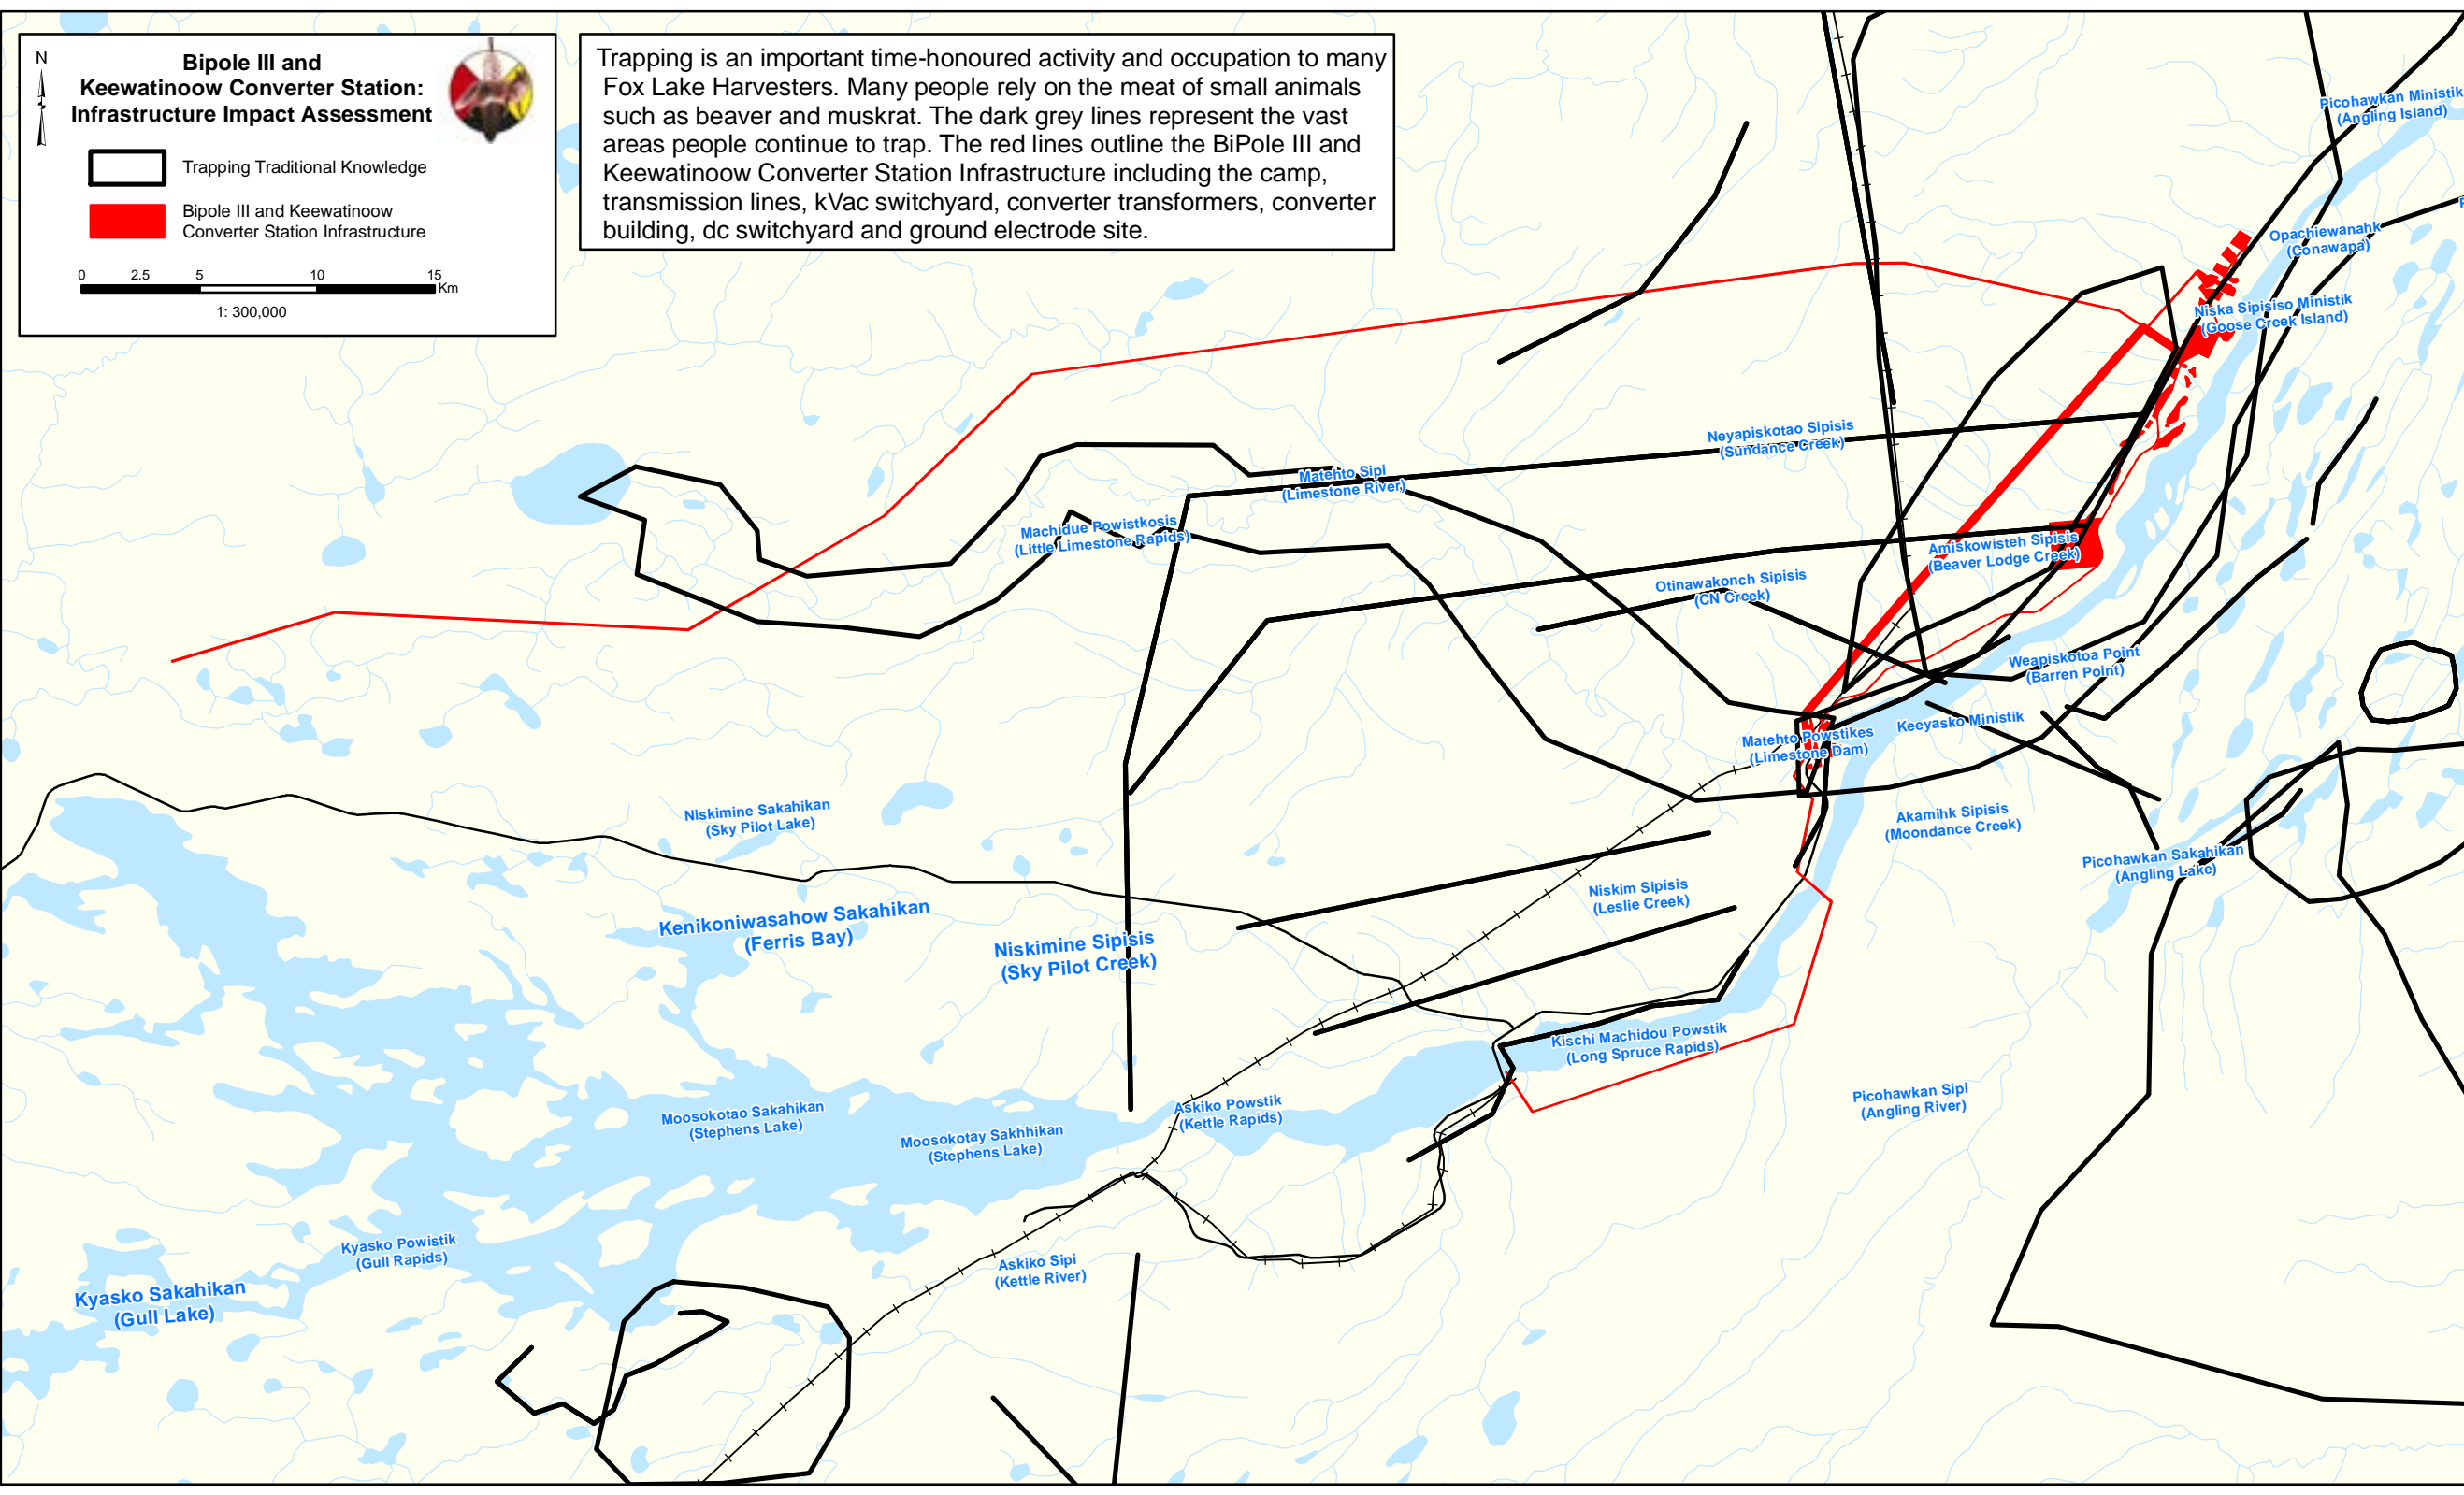 N
Bipole III and
Keewatinoow Converter Station:
Infrastructure Impact Assessment
Trapping Traditional Knowledge
Bipole III and Keewatinoow
Converter Station Infrastructure
0 2.5 5 10 15
Km
1: 300,000
Trapping is an important time-honoured activity and occupation to many
Fox Lake Harvesters. Many people rely on the meat of small animals
such as beaver and muskrat. The dark grey lines represent the vast
areas people continue to trap. The red lines outline the BiPole III and
Keewatinoow Converter Station Infrastructure including the camp,
transmission lines, kVac switchyard, converter transformers, converter
building, dc switchyard and ground electrode site.
Picohawkan Ministik
(Angling Island)
Opachiewanahk
(Conawapa)
Niska Sipisiso Ministik
(Goose Creek Island)
Neyapiskotao Sipisis
(Sundance Creek)
Matehto Sipi
(Limestone River)
Machidue Powistkosis
(Little Limestone Rapids)
Amiskowisteh Sipisis
(Beaver Lodge Creek)
Otinawakonch Sipisis
(CN Creek)
Weapiskotoa Point
(Barren Point)
Keeyasko Ministik
Matehto Powstikes
(Limestone Dam)
Akamihk Sipisis
(Moondance Creek)
Niskimine Sakahikan
(Sky Pilot Lake)
Picohawkan Sakahikan
(Angling Lake)
Niskim Sipisis
(Leslie Creek)
Kenikoniwasahow Sakahikan
(Ferris Bay)
Niskimine Sipisis
(Sky Pilot Creek)
Kischi Machidou Powstik
(Long Spruce Rapids)
Picohawkan Sipi
(Angling River)
Askiko Powstik
(Kettle Rapids)
Moosokotao Sakahikan
(Stephens Lake)
Moosokotay Sakhhikan
(Stephens Lake)
Kyasko Powistik
(Gull Rapids)
Askiko Sipi
(Kettle River)
Kyasko Sakahikan
(Gull Lake)